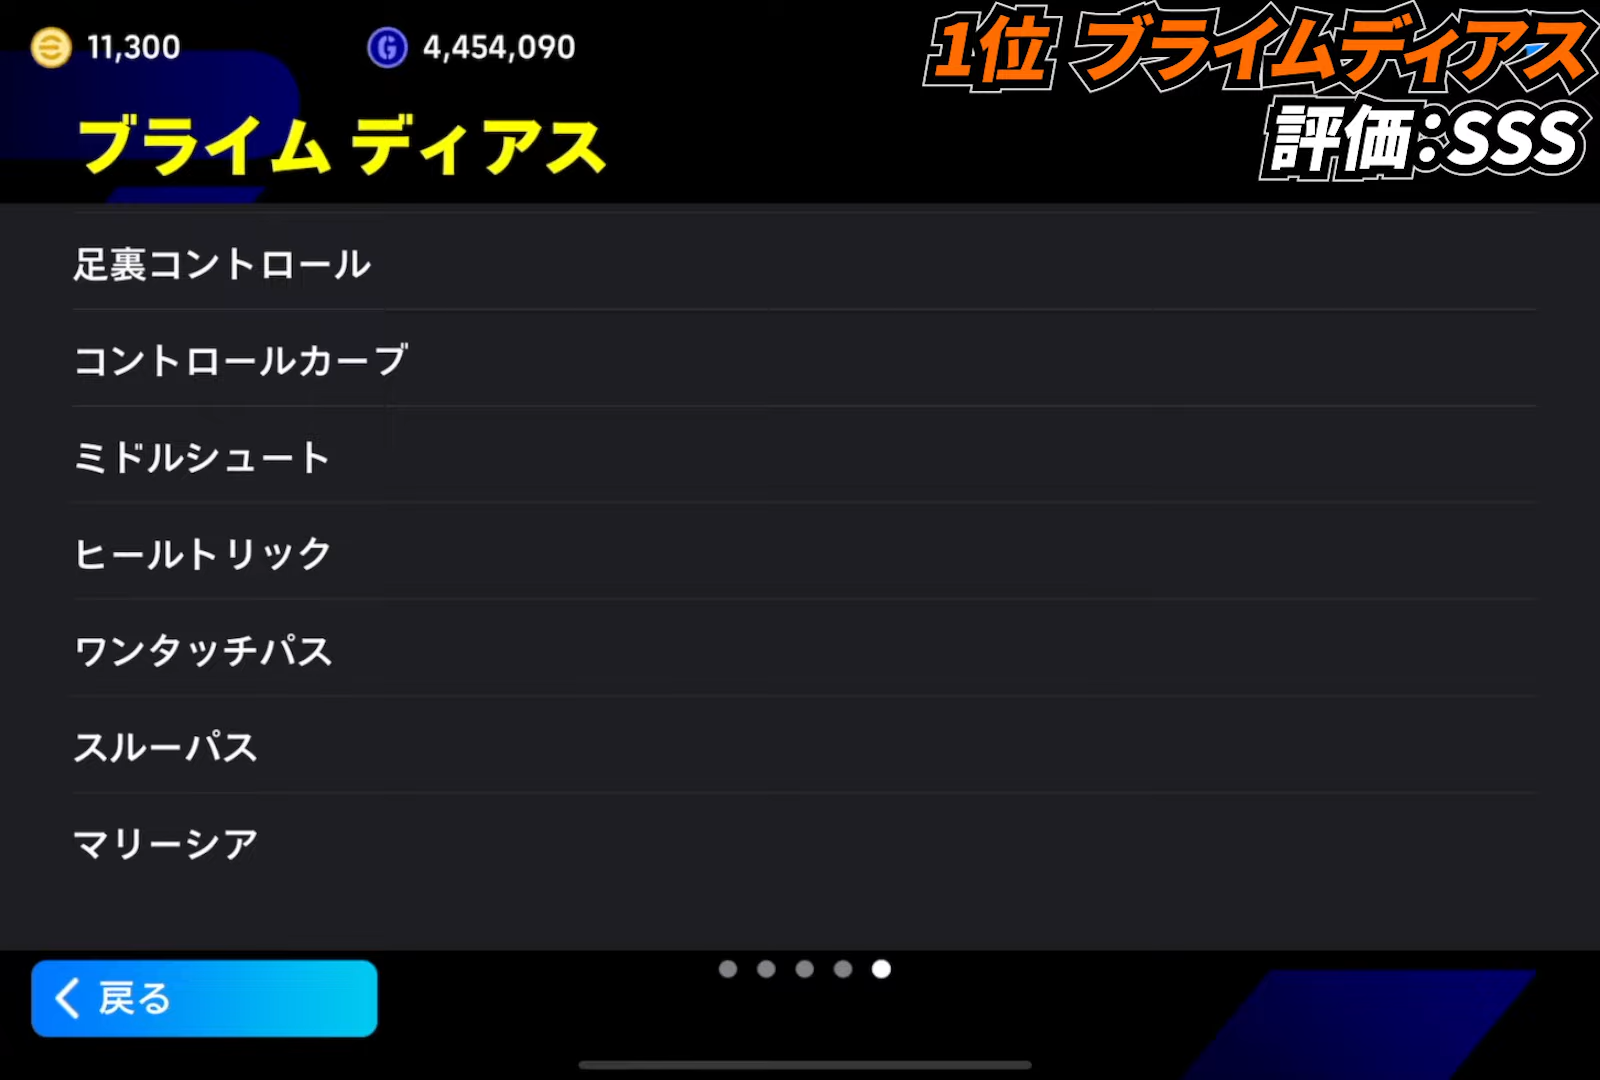 11,300 4,454,090
1位 ブライムディアス
評価:SSS
ブライム ディアス
足裏コントロール
コントロールカーブ
ミドルシュート
ヒールトリック
ワンタッチパス
スルーパス
マリーシア
戻る